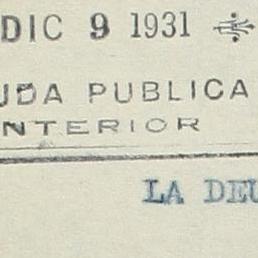 DIC 9 1931
UDA PUBLICA
NTERIOR
LA DEU